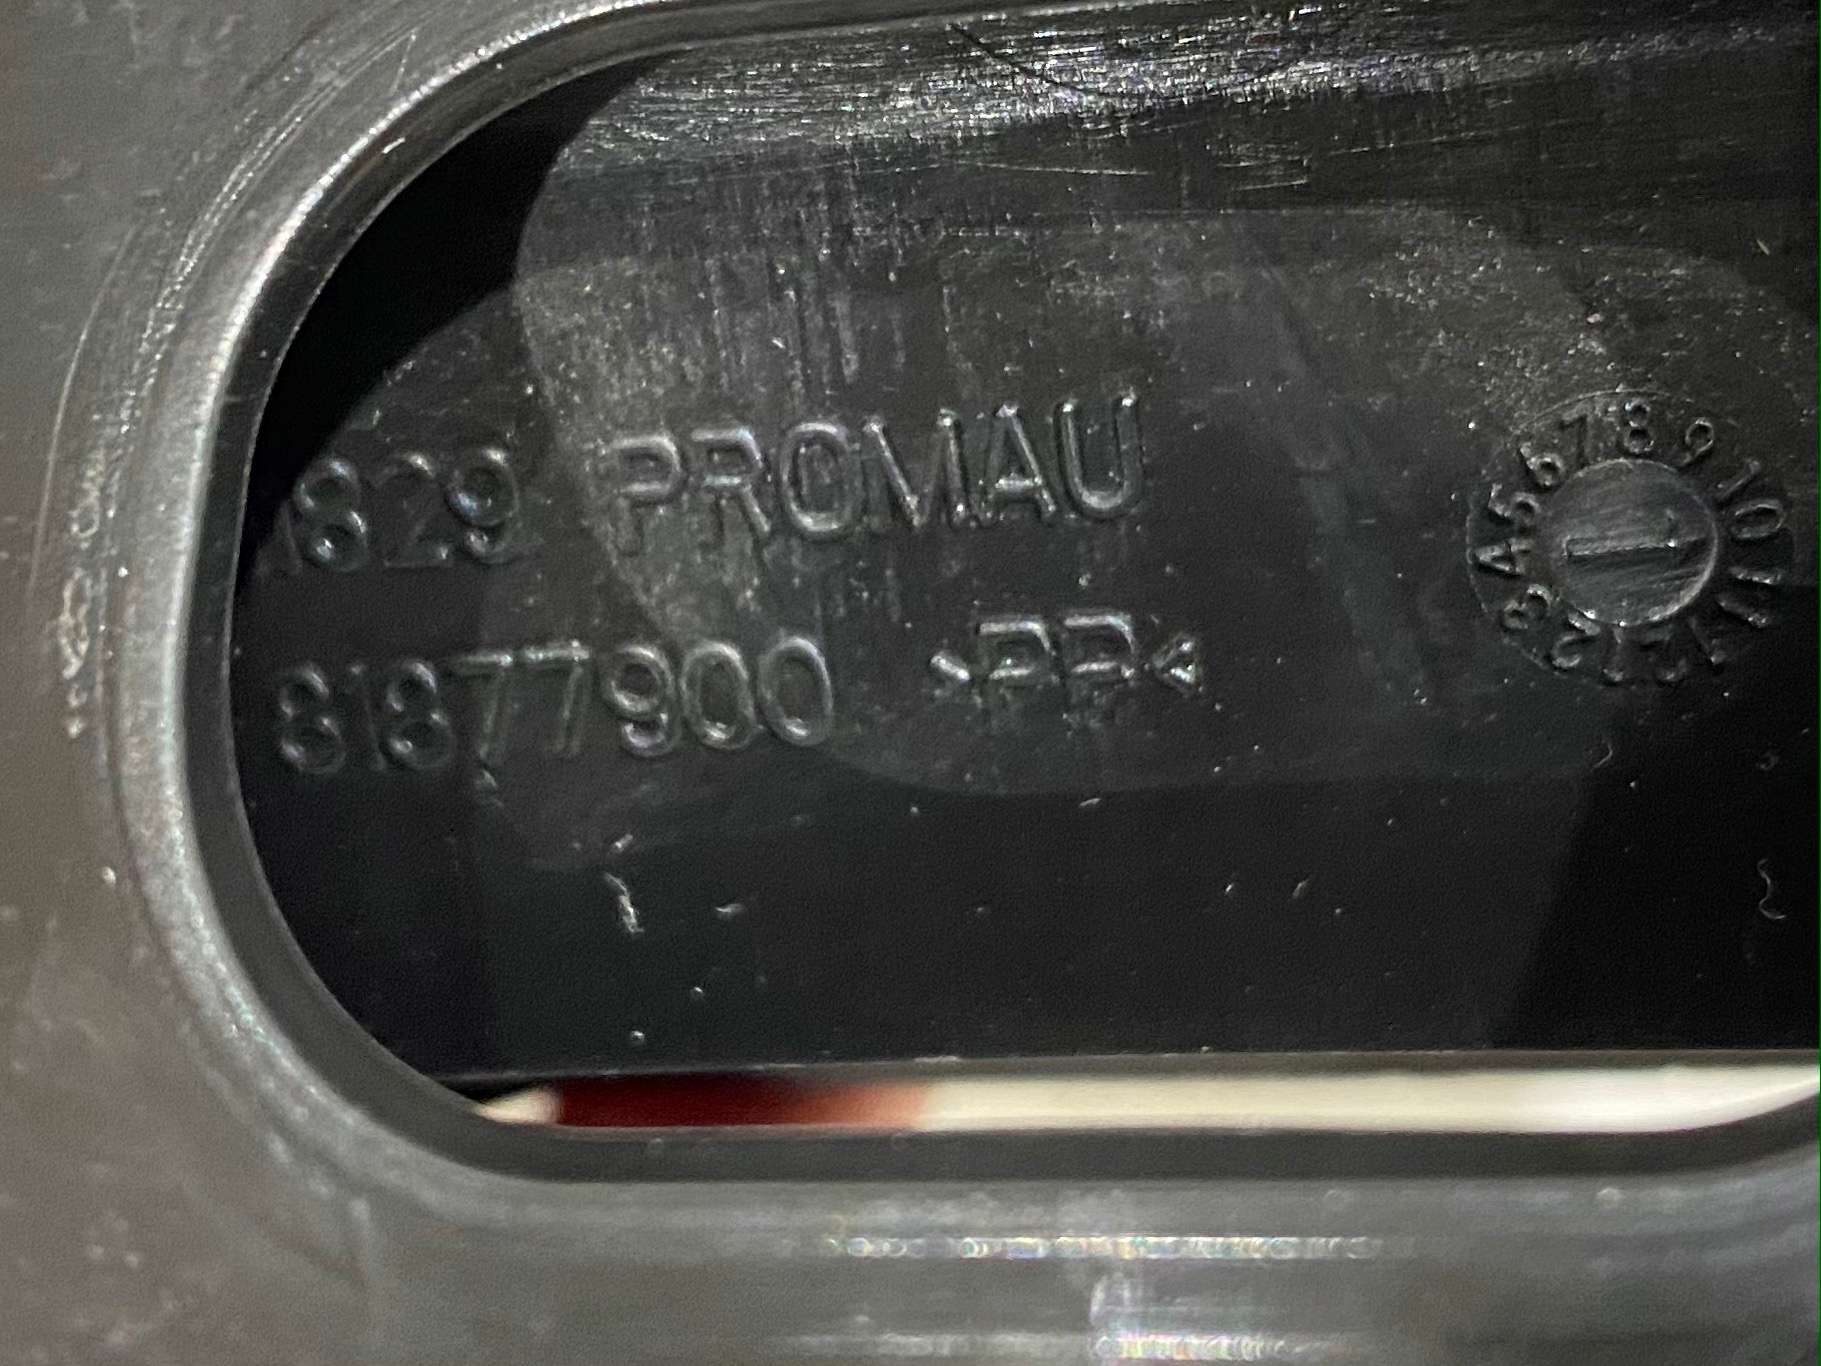 829 PROMAU
81877900 >PP<
1 2 3 4 5 6 7 8 9 10 11 12